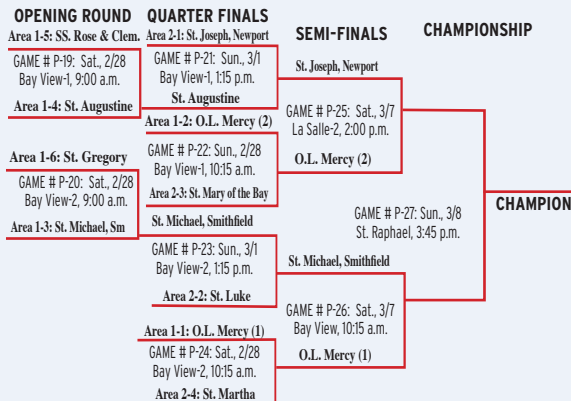 OPENING ROUND
Area 1-5: SS. Rose & Clem.
GAME # P-19: Sat., 2/28
Bay View-1, 9:00 a.m.
Area 1-4: St. Augustine
Area 1-6: St. Gregory
GAME # P-20: Sat., 2/28
Bay View-2, 9:00 a.m.
Area 1-3: St. Michael, Sm
QUARTER FINALS
Area 2-1: St. Joseph, Newport
GAME # P-21: Sun., 3/1
Bay View-1, 1:15 p.m.
St. Augustine
Area 1-2: O.L. Mercy (2)
GAME # P-22: Sun., 2/28
Bay View-1, 10:15 a.m.
Area 2-3: St. Mary of the Bay
St. Michael, Smithfield
GAME # P-23: Sun., 3/1
Bay View-2, 1:15 p.m.
Area 2-2: St. Luke
Area 1-1: O.L. Mercy (1)
GAME # P-24: Sat., 2/28
Bay View-2, 10:15 a.m.
Area 2-4: St. Martha
SEMI-FINALS
St. Joseph, Newport
GAME # P-25: Sat., 3/7
La Salle-2, 2:00 p.m.
O.L. Mercy (2)
St. Michael, Smithfield
GAME # P-26: Sat., 3/7
Bay View, 10:15 a.m.
O.L. Mercy (1)
CHAMPIONSHIP
GAME # P-27: Sun., 3/8
St. Raphael, 3:45 p.m.
CHAMPION